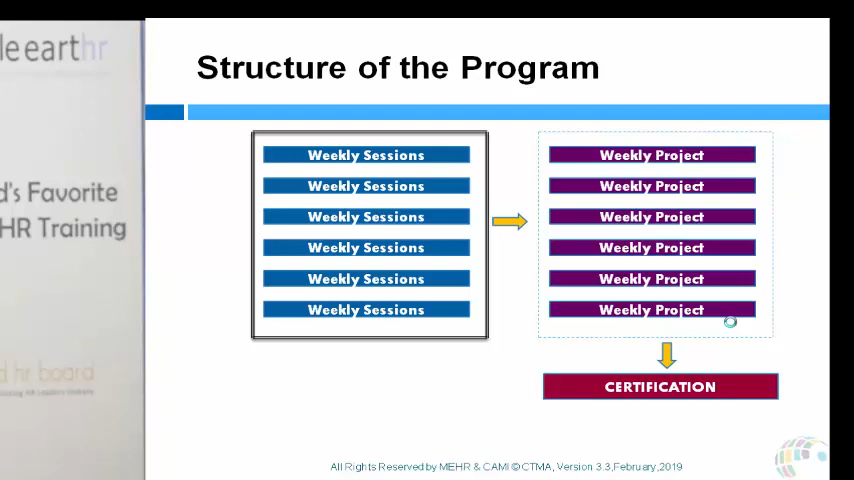 le earthr
d's Favorite
HR Training
d hr board
Structure of the Program
Weekly Sessions
Weekly Sessions
Weekly Sessions
Weekly Sessions
Weekly Sessions
Weekly Sessions
Weekly Project
Weekly Project
Weekly Project
Weekly Project
Weekly Project
Weekly Project
CERTIFICATION
All Rights Reserved by MEHR & CAMI © CTMA, Version 3.3,February,2019